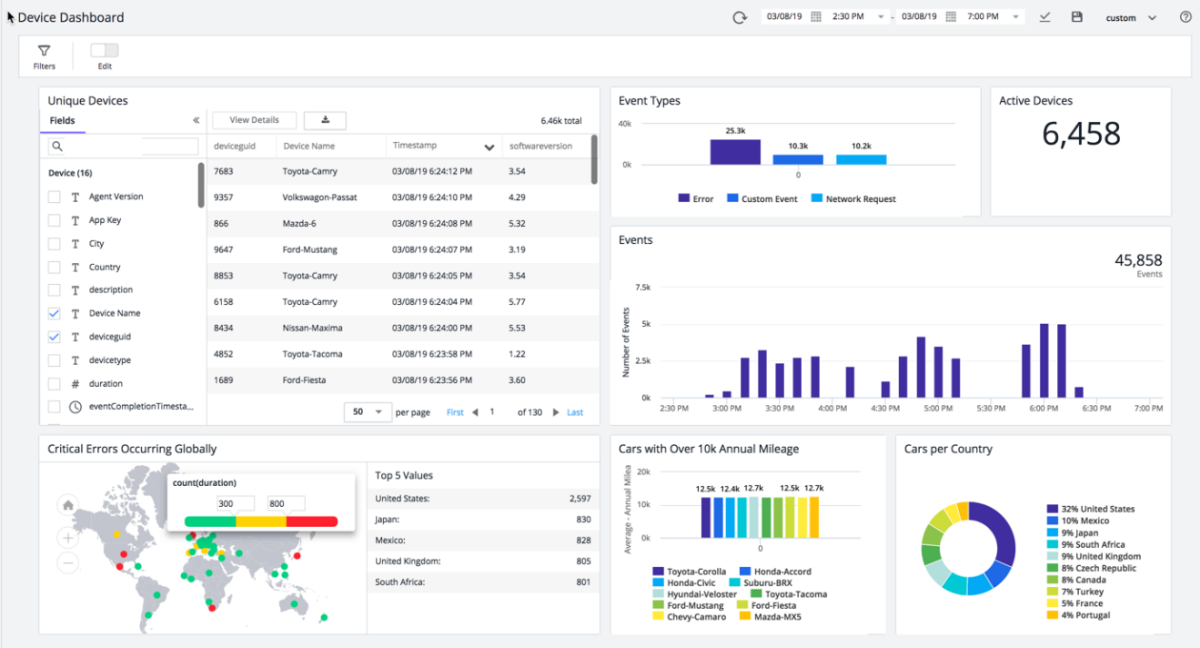 Device Dashboard
03/08/19 2:30 PM - 03/08/19 7:00 PM custom
Filters
Edit
Unique Devices
Fields
View Details
6.46k total
Device (16)
Agent Version
App Key
City
Country
description
Device Name
deviceguid
devicetype
duration
eventCompletionTimesta...
deviceguid Device Name Timestamp softwareversion
7683 Toyota-Camry 03/08/19 6:24:12 PM 3.54
9357 Volkswagon-Passat 03/08/19 6:24:10 PM 4.29
866 Mazda-6 03/08/19 6:24:08 PM 5.32
9647 Ford-Mustang 03/08/19 6:24:07 PM 3.19
8853 Toyota-Camry 03/08/19 6:24:05 PM 3.54
6158 Toyota-Camry 03/08/19 6:24:04 PM 5.77
8434 Nissan-Maxima 03/08/19 6:24:00 PM 5.53
4852 Toyota-Tacoma 03/08/19 6:23:58 PM 1.22
1689 Ford-Fiesta 03/08/19 6:23:56 PM 3.60
50 per page First 1 of 130 Last
Event Types
40k
0k
25.3k 10.3k 10.2k
0
Error Custom Event Network Request
Active Devices
6,458
Events
45,858
Events
Number of Events
7.5k
5k
2.5k
0k
2:30 PM 3:00 PM 3:30 PM 4:00 PM 4:30 PM 5:00 PM 5:30 PM 6:00 PM 6:30 PM 7:00 PM
Critical Errors Occurring Globally
count(duration)
300 800
Top 5 Values
United States: 2,597
Japan: 830
Mexico: 828
United Kingdom: 805
South Africa: 801
Cars with Over 10k Annual Mileage
Average - Annual Milea
20k
10k
0k
12.5k 12.4k 12.7k 12.5k 12.7k
0
Toyota-Corolla Honda-Accord
Honda-Civic Suburu-BRX
Hyundai-Veloster Toyota-Tacoma
Ford-Mustang Ford-Fiesta
Chevy-Camaro Mazda-MX5
Cars per Country
32% United States
10% Mexico
9% Japan
9% South Africa
9% United Kingdom
8% Czech Republic
8% Canada
7% Turkey
5% France
4% Portugal